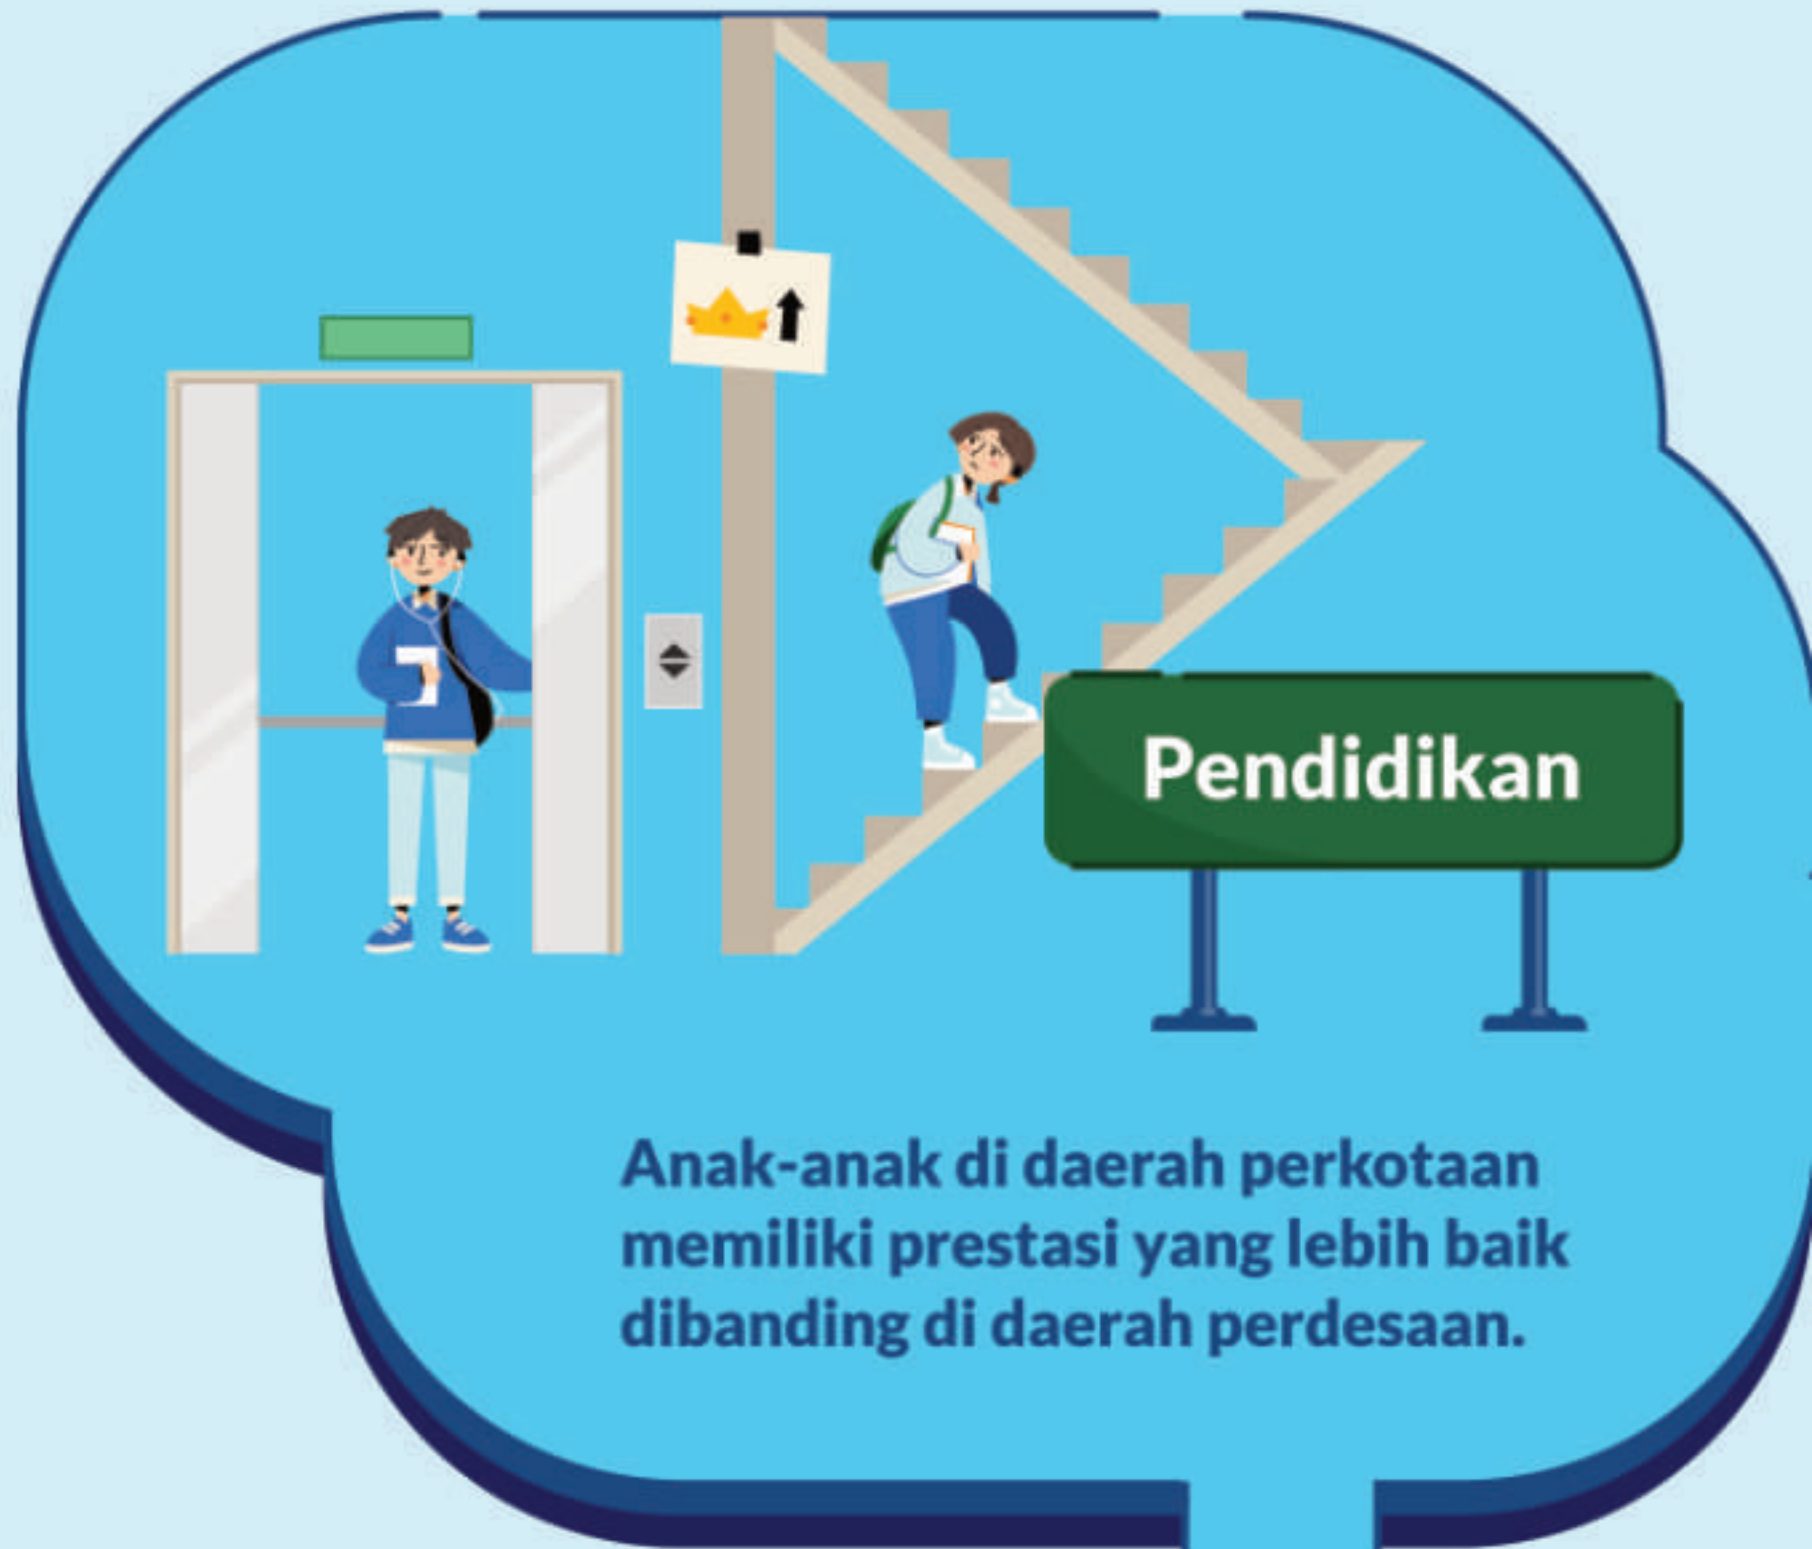 Pendidikan
Anak-anak di daerah perkotaan
memiliki prestasi yang lebih baik
dibanding di daerah perdesaan.